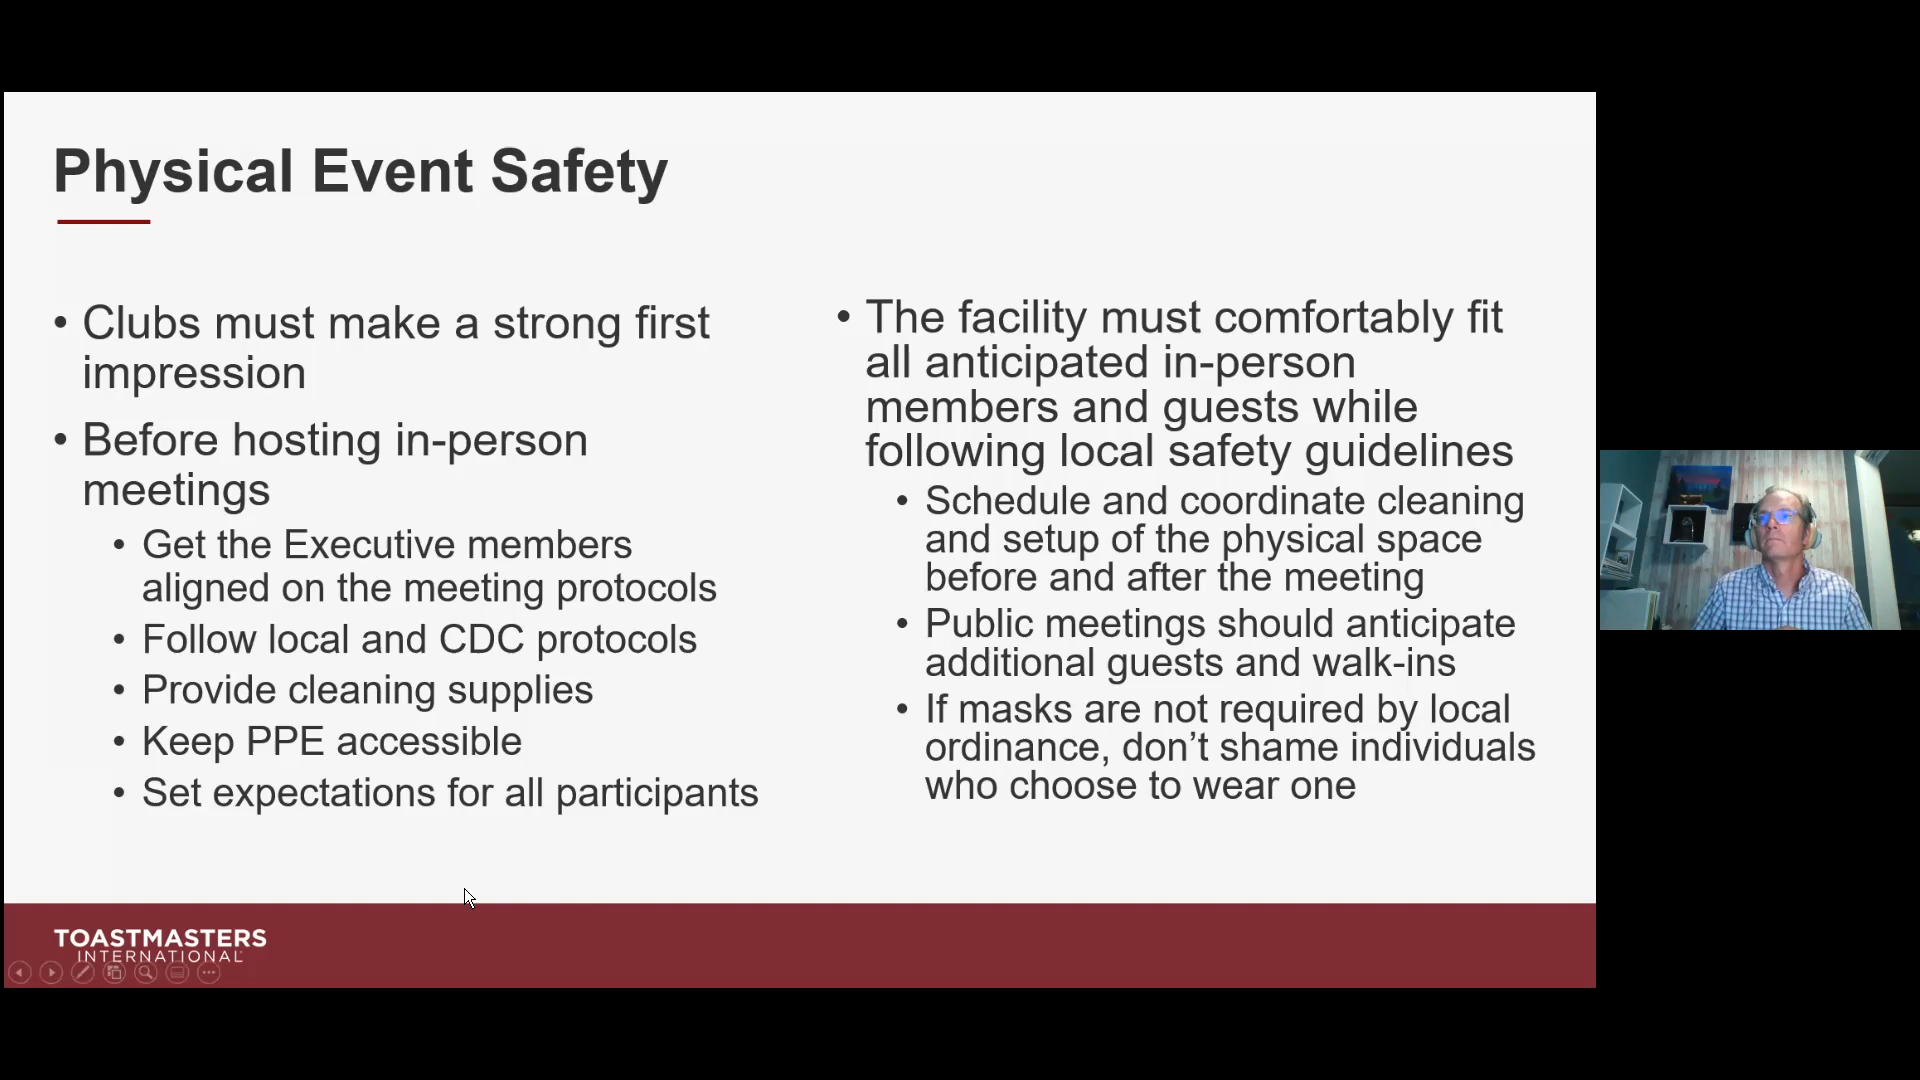 Physical Event Safety
• Clubs must make a strong first
impression
• Before hosting in-person
meetings
• Get the Executive members
aligned on the meeting protocols
• Follow local and CDC protocols
• Provide cleaning supplies
• Keep PPE accessible
• Set expectations for all participants
• The facility must comfortably fit
all anticipated in-person
members and guests while
following local safety guidelines
• Schedule and coordinate cleaning
and setup of the physical space
before and after the meeting
• Public meetings should anticipate
additional guests and walk-ins
• If masks are not required by local
ordinance, don’t shame individuals
who choose to wear one
TOASTMASTERS
INTERNATIONAL